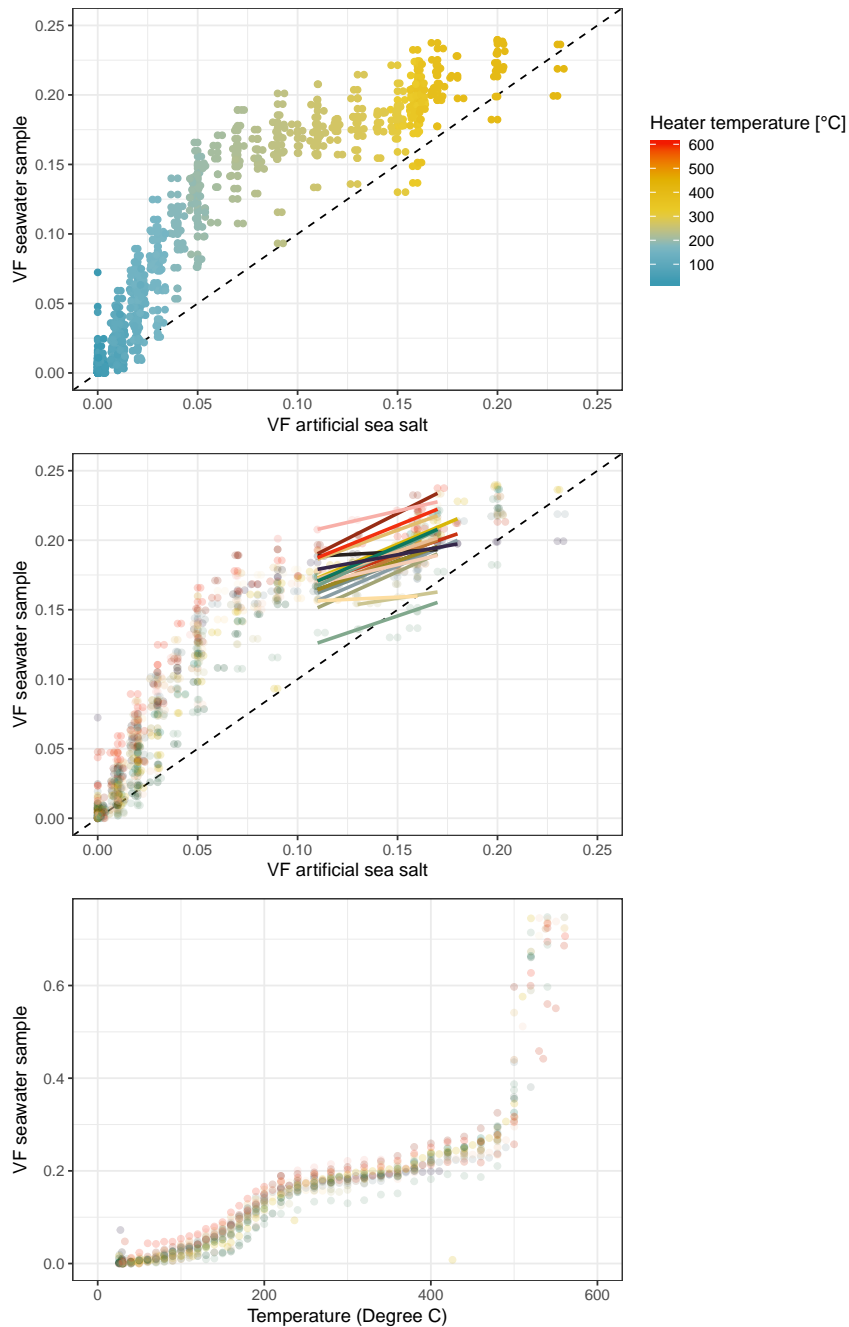 0.25
0.20
0.15
0.10
0.05
0.00
VF seawater sample
0.00 0.05 0.10 0.15 0.20 0.25
VF artificial sea salt
Heater temperature [°C]
600
500
400
300
200
100
0.25
0.20
0.15
0.10
0.05
0.00
VF seawater sample
0.00 0.05 0.10 0.15 0.20 0.25
VF artificial sea salt
0.6
0.4
0.2
0.0
VF seawater sample
0 200 400 600
Temperature (Degree C)